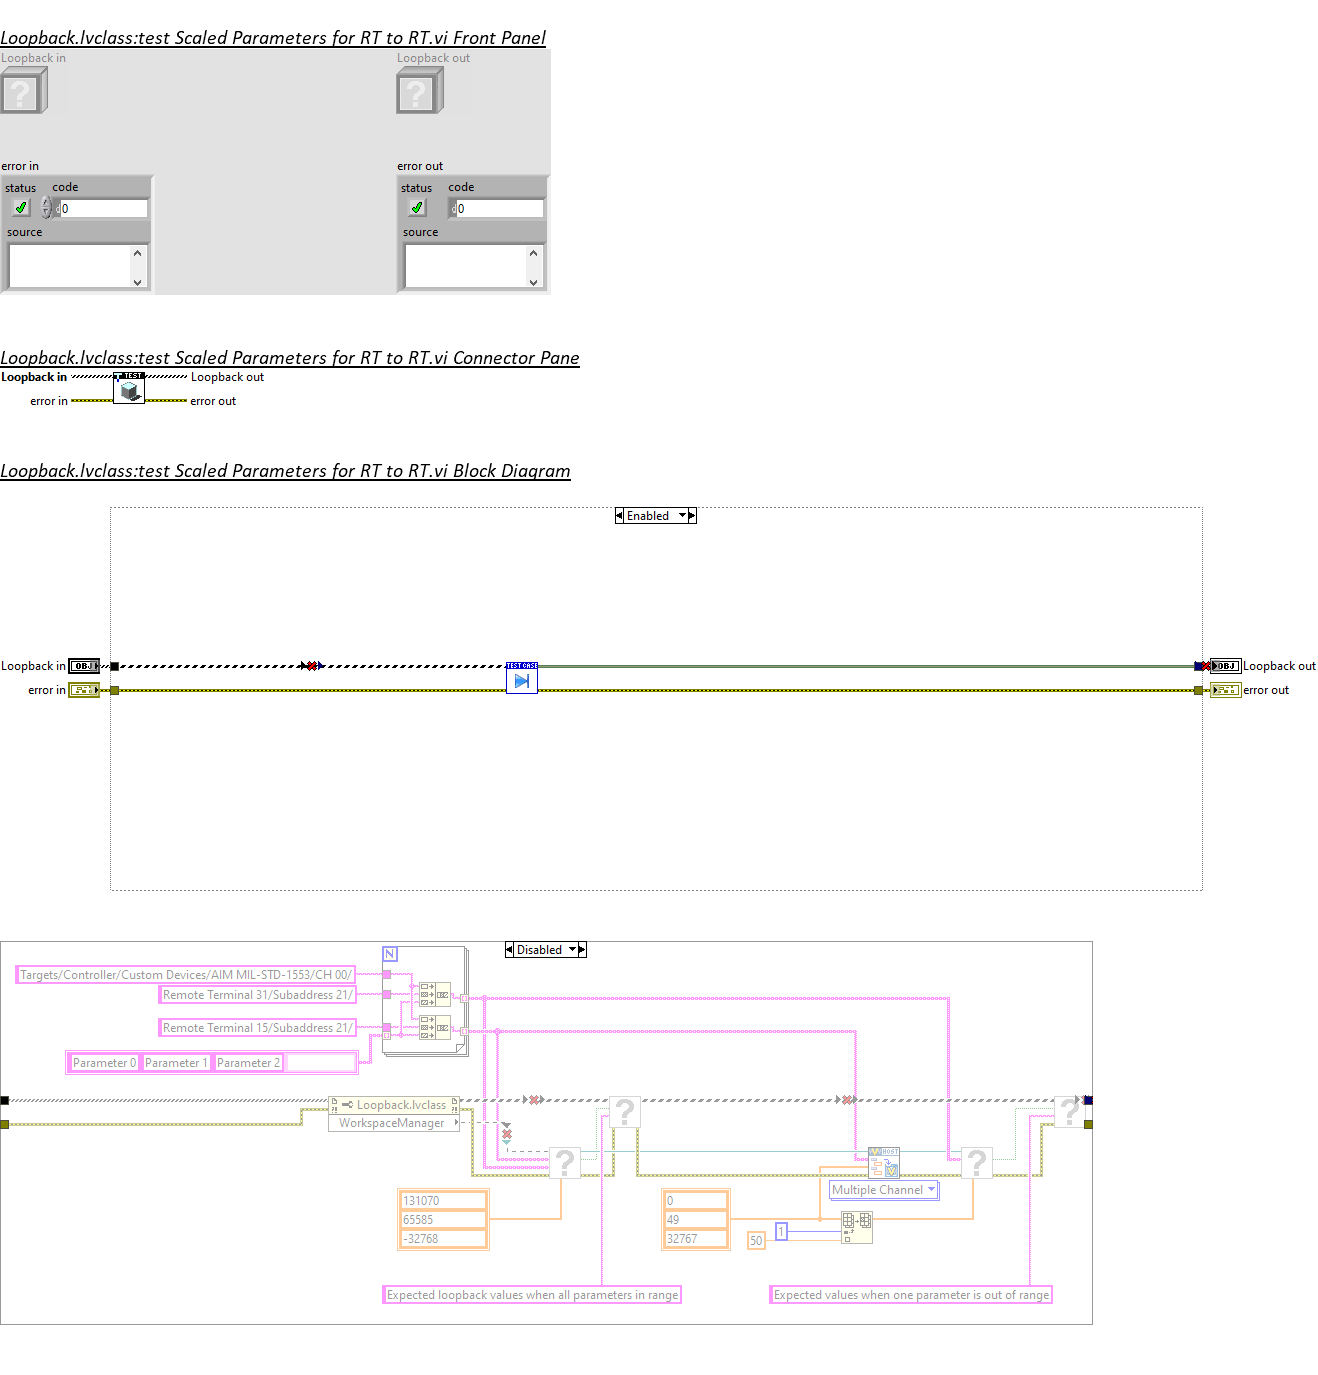 Loopback.lvclass:test Scaled Parameters for RT to RT.vi Front Panel
Loopback in
Loopback out
?
?
error in
error out
status code
status code
0
0
source
source
Loopback.lvclass:test Scaled Parameters for RT to RT.vi Connector Pane
Loopback in
TEST
Loopback out
error in
error out
Loopback.lvclass:test Scaled Parameters for RT to RT.vi Block Diagram
Enabled
Loopback in
OBJ
TEST CASE
OBJ
Loopback out
error in
error out
Disabled
N
Targets/Controller/Custom Devices/AIM MIL-STD-1553/CH 00/
Remote Terminal 31/Subaddress 21/
Remote Terminal 15/Subaddress 21/
Parameter 0 Parameter 1 Parameter 2
Loopback.lvclass
WorkspaceManager
?
?
?
?
HOST
Multiple Channel
131070
65585
-32768
0
49
32767
1
50
Expected loopback values when all parameters in range
Expected values when one parameter is out of range